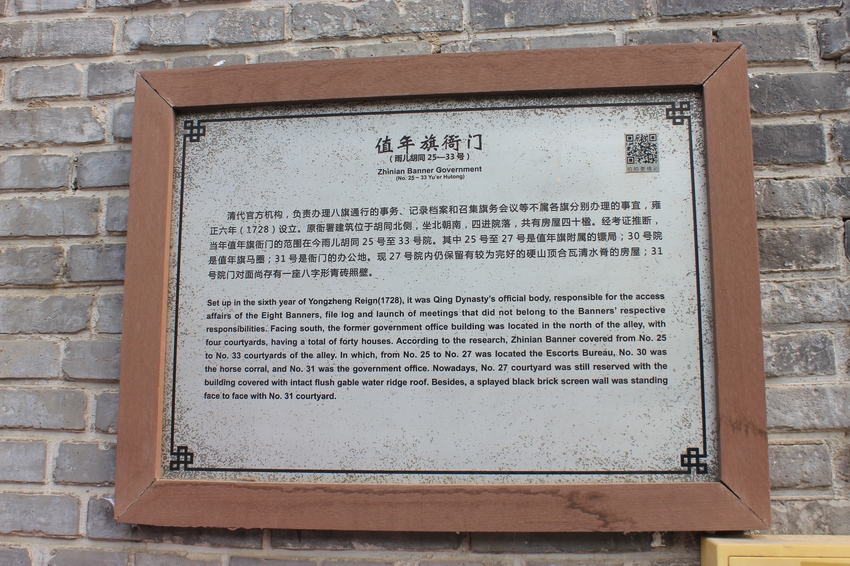 值年旗衙门
（雨儿胡同 25—33 号）
Zhinian Banner Government
(No. 25 ~ 33 Yu'er Hutong)
清代官方机构，负责办理八旗通行的事务、记录档案和召集旗务会议等不属各旗分别办理的事宜，雍
正六年（1728）设立。原衙署建筑位于胡同北侧，坐北朝南，四进院落，共有房屋四十楹。经考证推断，
当年值年旗衙门的范围在今雨儿胡同 25 号至 33 号院。其中 25 号至 27 号是值年旗附属的镖局；30 号院
是值年旗马圈；31 号是衙门的办公地。现 27 号院内仍保留有较为完好的硬山顶合瓦清水脊的房屋；31
号院门对面尚存有一座八字形青砖照壁。
Set up in the sixth year of Yongzheng Reign(1728), it was Qing Dynasty's official body, responsible for the access
affairs of the Eight Banners, file log and launch of meetings that did not belong to the Banners' respective
responsibilities. Facing south, the former government office building was located in the north of the alley, with
four courtyards, having a total of forty houses. According to the research, Zhinian Banner covered from No. 25
to No. 33 courtyards of the alley. In which, from No. 25 to No. 27 was located the Escorts Bureau, No. 30 was
the horse corral, and No. 31 was the government office. Nowadays, No. 27 courtyard was still reserved with the
building covered with intact flush gable water ridge roof. Besides, a splayed black brick screen wall was standing
face to face with No. 31 courtyard.